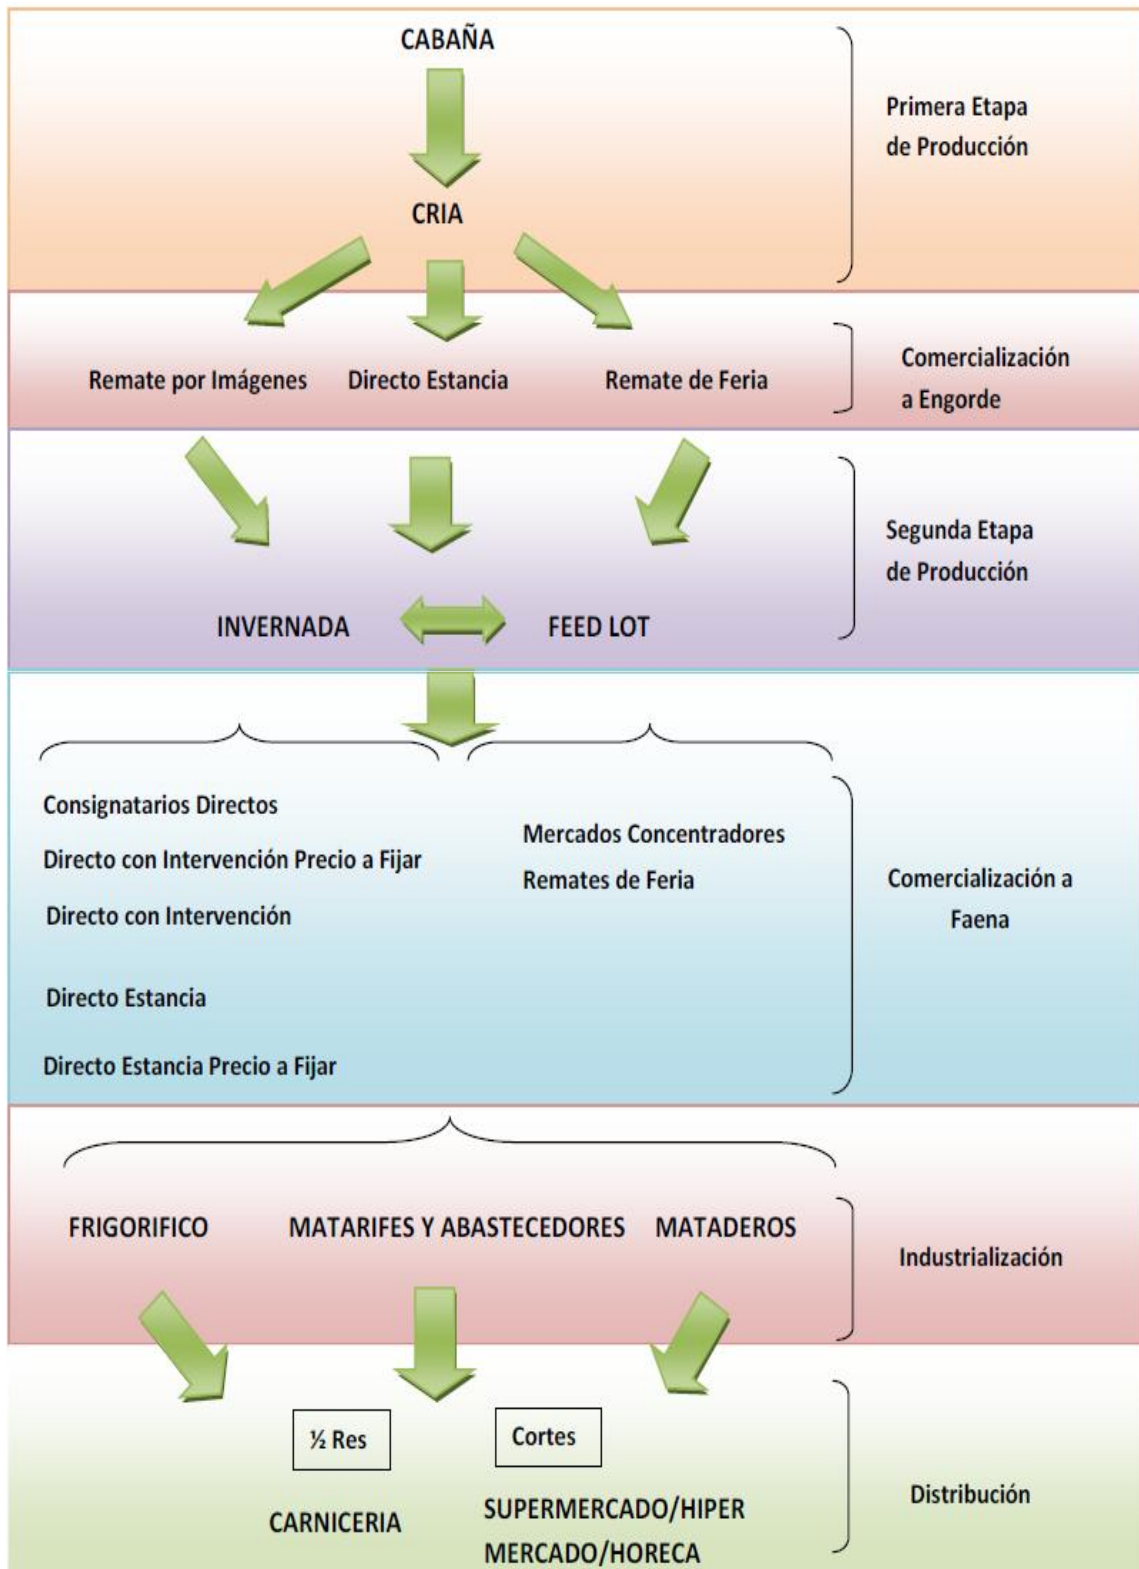 CABAÑA
Primera Etapa
de Producción
CRIA
Remate por Imágenes
Directo Estancia
Remate de Feria
Comercialización
a Engorde
Segunda Etapa
de Producción
INVERNADA
FEED LOT
Consignatarios Directos
Directo con Intervención Precio a Fijar
Directo con Intervención
Directo Estancia
Directo Estancia Precio a Fijar
Mercados Concentradores
Remates de Feria
Comercialización a
Faena
FRIGORIFICO
MATARIFES Y ABASTECEDORES
MATADEROS
Industrialización
½ Res
CARNICERIA
Cortes
SUPERMERCADO/HIPER
MERCADO/HORECA
Distribución